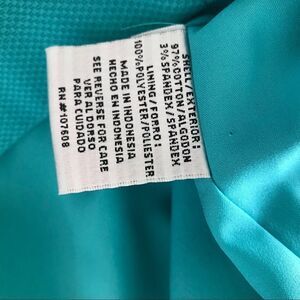 SHELL/EXTERIOR:
97%COTTON/ALGODON
3%SPANDEX/SPANDEX
LINING/FORRO:
100%POLYESTER/POLIESTER
MADE IN INDONESIA
HECHO EN INDONESIA
SEE REVERSE FOR CARE
VER AL DORSO
PARA CUIDADO
RN#107608